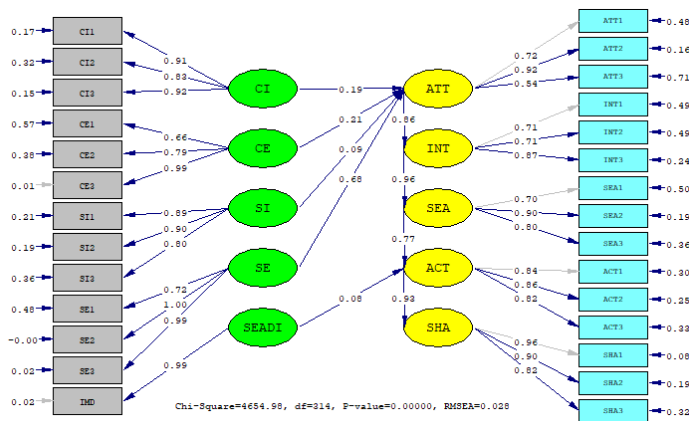 0.17 CI1 0.91
0.32 CI2 0.83
0.15 CI3 0.92
0.57 CE1 0.66
0.38 CE2 0.79
0.01 CE3 0.99
0.21 SI1 0.89
0.19 SI2 0.90
0.36 SI3 0.80
0.48 SE1 0.72
-0.00 SE2 1.00
0.02 SE3 0.99
0.02 IMD 0.99
CI 0.19
CE 0.21
SI 0.09
SE 0.68
SEADI 0.08
ATT 0.86
INT 0.96
SEA 0.77
ACT 0.93
SHA
0.72 ATT1 0.48
0.92 ATT2 0.16
0.54 ATT3 0.71
0.71 INT1 0.49
0.71 INT2 0.49
0.87 INT3 0.24
0.70 SEA1 0.50
0.90 SEA2 0.19
0.80 SEA3 0.36
0.84 ACT1 0.30
0.86 ACT2 0.25
0.82 ACT3 0.33
0.96 SHA1 0.08
0.90 SHA2 0.19
0.82 SHA3 0.32
Chi-Square=4654.98, df=314, P-value=0.00000, RMSEA=0.028